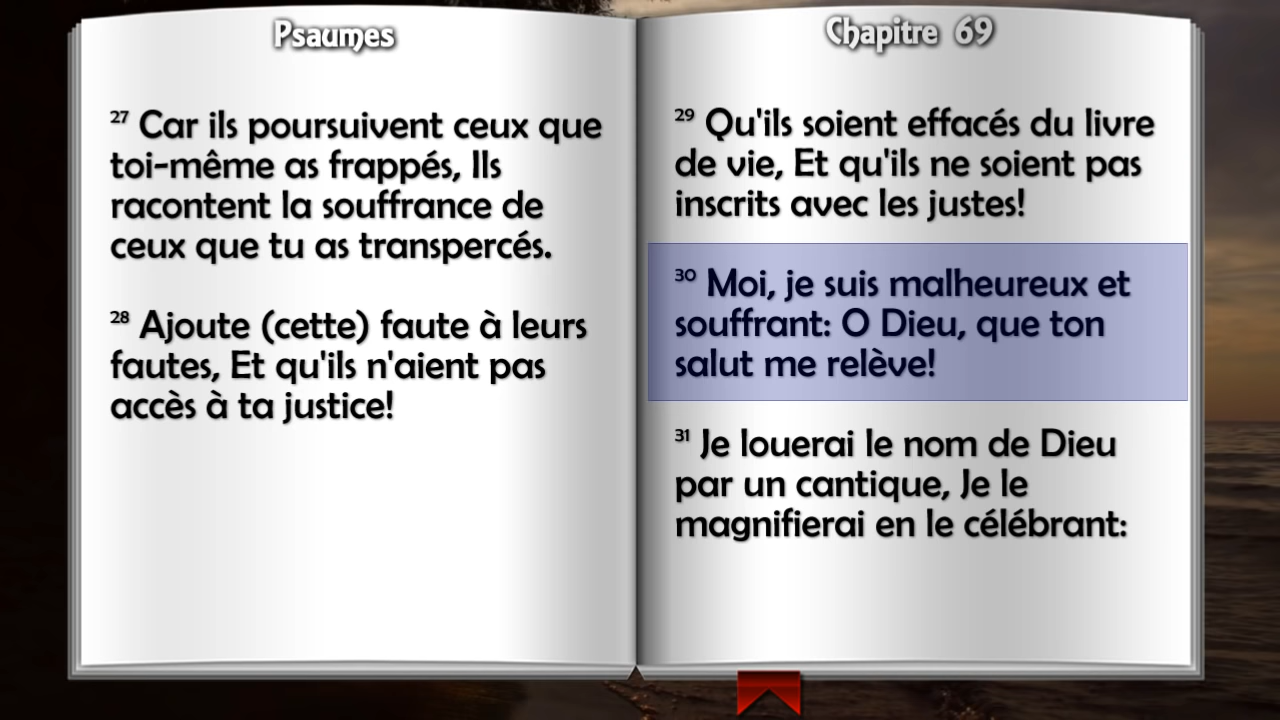 Psaumes
27 Car ils poursuivent ceux que
toi-même as frappés, Ils
racontent la souffrance de
ceux que tu as transpercés.
28 Ajoute (cette) faute à leurs
fautes, Et qu'ils n'aient pas
accès à ta justice!
Chapitre 69
29 Qu'ils soient effacés du livre
de vie, Et qu'ils ne soient pas
inscrits avec les justes!
30 Moi, je suis malheureux et
souffrant: O Dieu, que ton
salut me relève!
31 Je louerai le nom de Dieu
par un cantique, Je le
magnifierai en le célébrant: